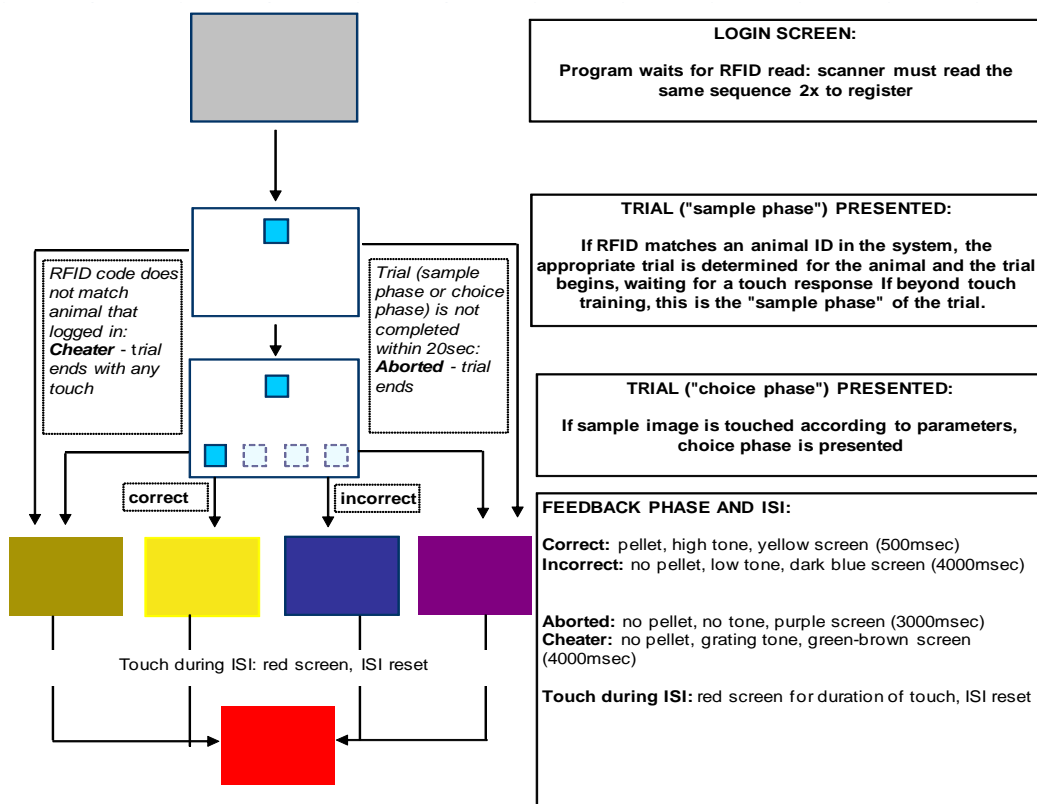 LOGIN SCREEN:
Program waits for RFID read: scanner must read the
same sequence 2x to register
TRIAL ("sample phase") PRESENTED:
If RFID matches an animal ID in the system, the
appropriate trial is determined for the animal and the trial
begins, waiting for a touch response If beyond touch
training, this is the "sample phase" of the trial.
RFID code does
not match
animal that
logged in:
Cheater - trial
ends with any
touch
Trial (sample
phase or choice
phase) is not
completed
within 20sec:
Aborted - trial
ends
TRIAL ("choice phase") PRESENTED:
If sample image is touched according to parameters,
choice phase is presented
correct
incorrect
FEEDBACK PHASE AND ISI:
Correct: pellet, high tone, yellow screen (500msec)
Incorrect: no pellet, low tone, dark blue screen (4000msec)
Aborted: no pellet, no tone, purple screen (3000msec)
Cheater: no pellet, grating tone, green-brown screen
(4000msec)
Touch during ISI: red screen for duration of touch, ISI reset
Touch during ISI: red screen, ISI reset